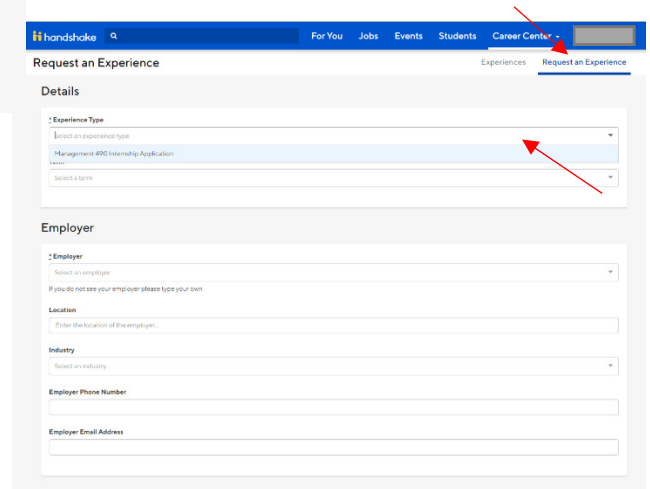 handshake
For You Jobs Events Students Career Center
Request an Experience
Experiences Request an Experience
Details
* Experience Type
Select an experience type
Management 490 Internship Application
Term
Select a term
Employer
* Employer
Select an employer
If you do not see your employer please type your own
Location
Enter the location of the employer..
Industry
Select an industry
Employer Phone Number
Employer Email Address